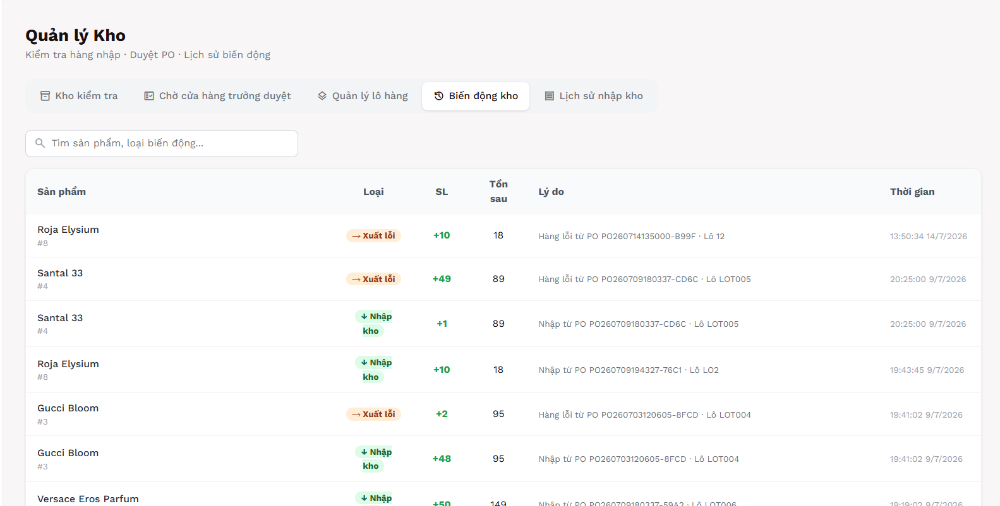 Quản lý Kho
Kiểm tra hàng nhập · Duyệt PO · Lịch sử biến động
Kho kiểm tra
Chờ cửa hàng trưởng duyệt
Quản lý lô hàng
Biến động kho
Lịch sử nhập kho
Tìm sản phẩm, loại biến động...
Sản phẩm Loại SL Tồn sau Lý do Thời gian
Roja Elysium
#8
→ Xuất lỗi +10 18 Hàng lỗi từ PO PO260714135000-B99F · Lô 12 13:50:34 14/7/2026
Santal 33
#4
→ Xuất lỗi +49 89 Hàng lỗi từ PO PO260709180337-CD6C · Lô LOT005 20:25:00 9/7/2026
Santal 33
#4
↓ Nhập kho +1 89 Nhập từ PO PO260709180337-CD6C · Lô LOT005 20:25:00 9/7/2026
Roja Elysium
#8
↓ Nhập kho +10 18 Nhập từ PO PO260709194327-76C1 · Lô LO2 19:43:45 9/7/2026
Gucci Bloom
#3
→ Xuất lỗi +2 95 Hàng lỗi từ PO PO260703120605-8FCD · Lô LOT004 19:41:02 9/7/2026
Gucci Bloom
#3
↓ Nhập kho +48 95 Nhập từ PO PO260703120605-8FCD · Lô LOT004 19:41:02 9/7/2026
Versace Eros Parfum
↓ Nhập +50 149 Nhập từ PO PO260709180337-59A2 · Lô LOT006 19:19:02 9/7/2026